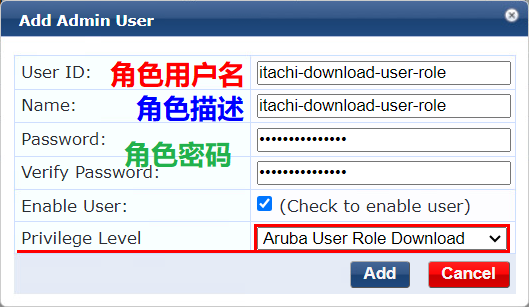 Add Admin User
User ID: 角色用户名 itachi-download-user-role
Name: 角色描述 itachi-download-user-role
Password: •••••••••••••••
角色密码
Verify Password: •••••••••••••••
Enable User: (Check to enable user)
Privilege Level Aruba User Role Download
Add Cancel